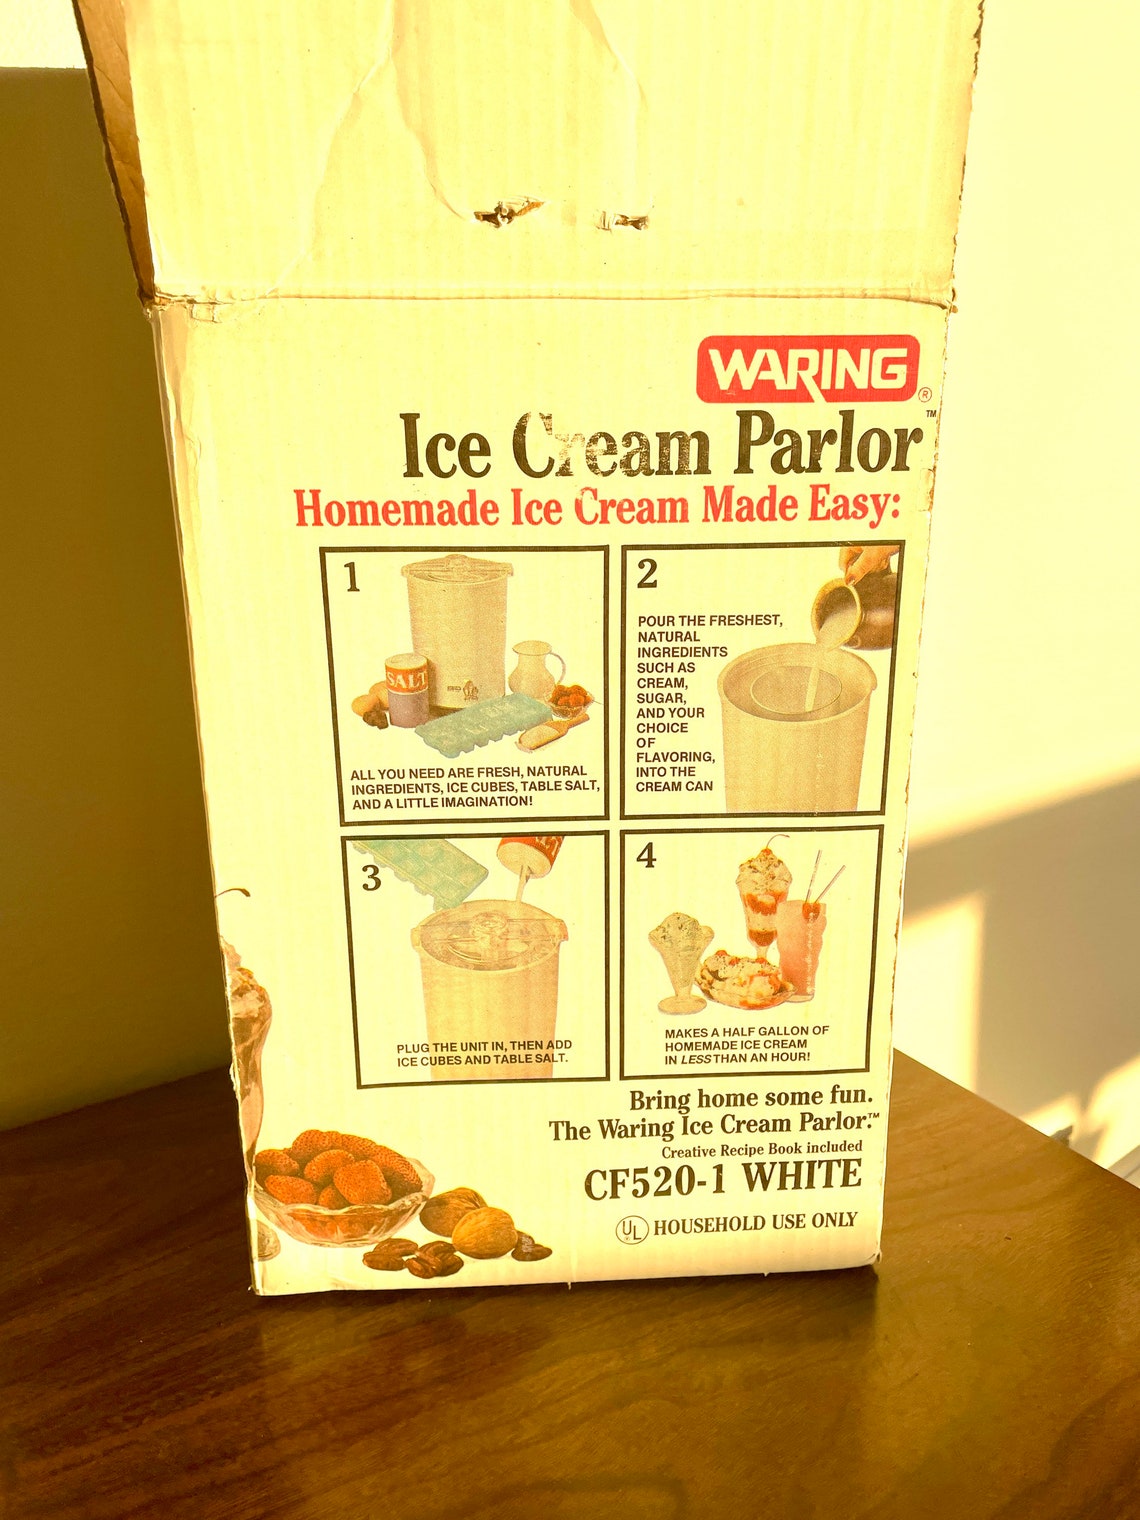 WARING®
Ice Cream Parlor™
Homemade Ice Cream Made Easy:
1
SALT
ALL YOU NEED ARE FRESH, NATURAL
INGREDIENTS, ICE CUBES, TABLE SALT,
AND A LITTLE IMAGINATION!
2
POUR THE FRESHEST,
NATURAL
INGREDIENTS
SUCH AS
CREAM,
SUGAR,
AND YOUR
CHOICE
OF
FLAVORING,
INTO THE
CREAM CAN
3
PLUG THE UNIT IN, THEN ADD
ICE CUBES AND TABLE SALT.
4
MAKES A HALF GALLON OF
HOMEMADE ICE CREAM
IN LESS THAN AN HOUR!
Bring home some fun.
The Waring Ice Cream Parlor.™
Creative Recipe Book included
CF520-1 WHITE
UL HOUSEHOLD USE ONLY